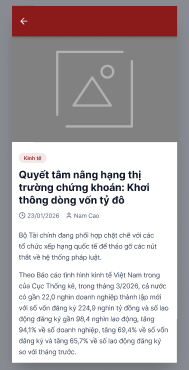 Kinh tế
Quyết tâm nâng hạng thị
trường chứng khoán: Khơi
thông dòng vốn tỷ đô
23/01/2026 Nam Cao
Bộ Tài chính đang phối hợp chặt chẽ với các
tổ chức xếp hạng quốc tế để tháo gỡ các nút
thắt về hệ thống pháp luật.
Theo Báo cáo tình hình kinh tế Việt Nam trong
của Cục Thống kê, trong tháng 3/2026, cả nước
có gần 22,0 nghìn doanh nghiệp thành lập mới
với số vốn đăng ký 224,9 nghìn tỷ đồng và số lao
động đăng ký gần 98,4 nghìn lao động, tăng
94,1% về số doanh nghiệp, tăng 69,4% về số vốn
đăng ký và tăng 65,7% về số lao động đăng ký
so với tháng trước.